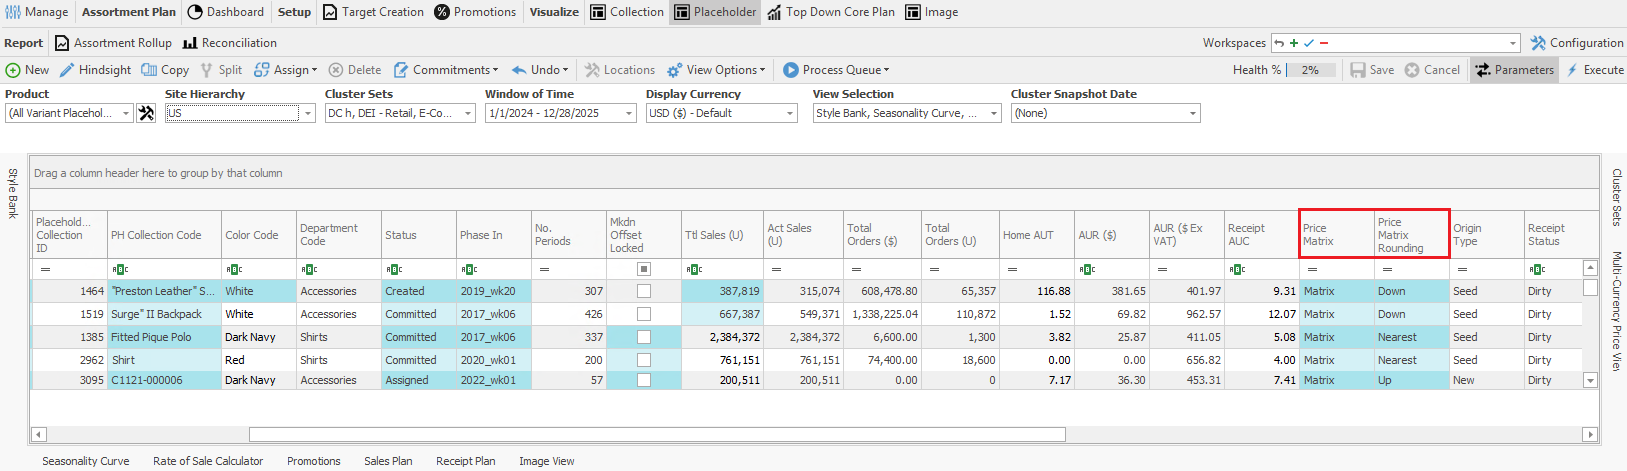 Manage Assortment Plan Dashboard Setup Target Creation Promotions Visualize Collection Placeholder Top Down Core Plan Image
Report Assortment Rollup Reconciliation Workspaces Configuration
New Hindsight Copy Split Assign Delete Commitments Undo Locations View Options Process Queue Health % 2% Save Cancel Parameters Execute
Product Site Hierarchy Cluster Sets Window of Time Display Currency View Selection Cluster Snapshot Date
(All Variant Placehol... US DC h, DEI - Retail, E-Co... 1/1/2024 - 12/28/2025 USD ($) - Default Style Bank, Seasonality Curve, ... (None)
Style Bank
Drag a column header here to group by that column
Placehold... Collection ID PH Collection Code Color Code Department Code Status Phase In No. Periods Mkdn Offset Locked Ttl Sales (U) Act Sales (U) Total Orders ($) Total Orders (U) Home AUT AUR ($) AUR ($ Ex VAT) Receipt AUC Price Matrix Price Matrix Rounding Origin Type Receipt Status
= ABC ABC ABC ABC ABC = = = = = = ABC = ABC = = = ABC
1464 "Preston Leather" S... White Accessories Created 2019_wk20 307 387,819 315,074 608,478.80 65,357 116.88 381.65 401.97 9.31 Matrix Down Seed Dirty
1519 Surge" II Backpack White Accessories Committed 2017_wk06 426 667,387 549,371 1,338,225.04 110,872 1.52 69.82 962.57 12.07 Matrix Down Seed Dirty
1385 Fitted Pique Polo Dark Navy Shirts Committed 2017_wk06 337 2,384,372 2,384,372 6,600.00 1,300 3.82 25.87 411.05 5.08 Matrix Nearest Seed Dirty
2962 Shirt Red Shirts Committed 2020_wk01 200 761,151 761,151 74,400.00 18,600 0.00 0.00 656.82 4.00 Matrix Nearest Seed Dirty
3095 C1121-000006 Dark Navy Accessories Assigned 2022_wk01 57 200,511 200,511 0.00 0 7.17 36.30 453.31 7.41 Matrix Up New Dirty
Cluster Sets
Multi-Currency Price View
Seasonality Curve Rate of Sale Calculator Promotions Sales Plan Receipt Plan Image View